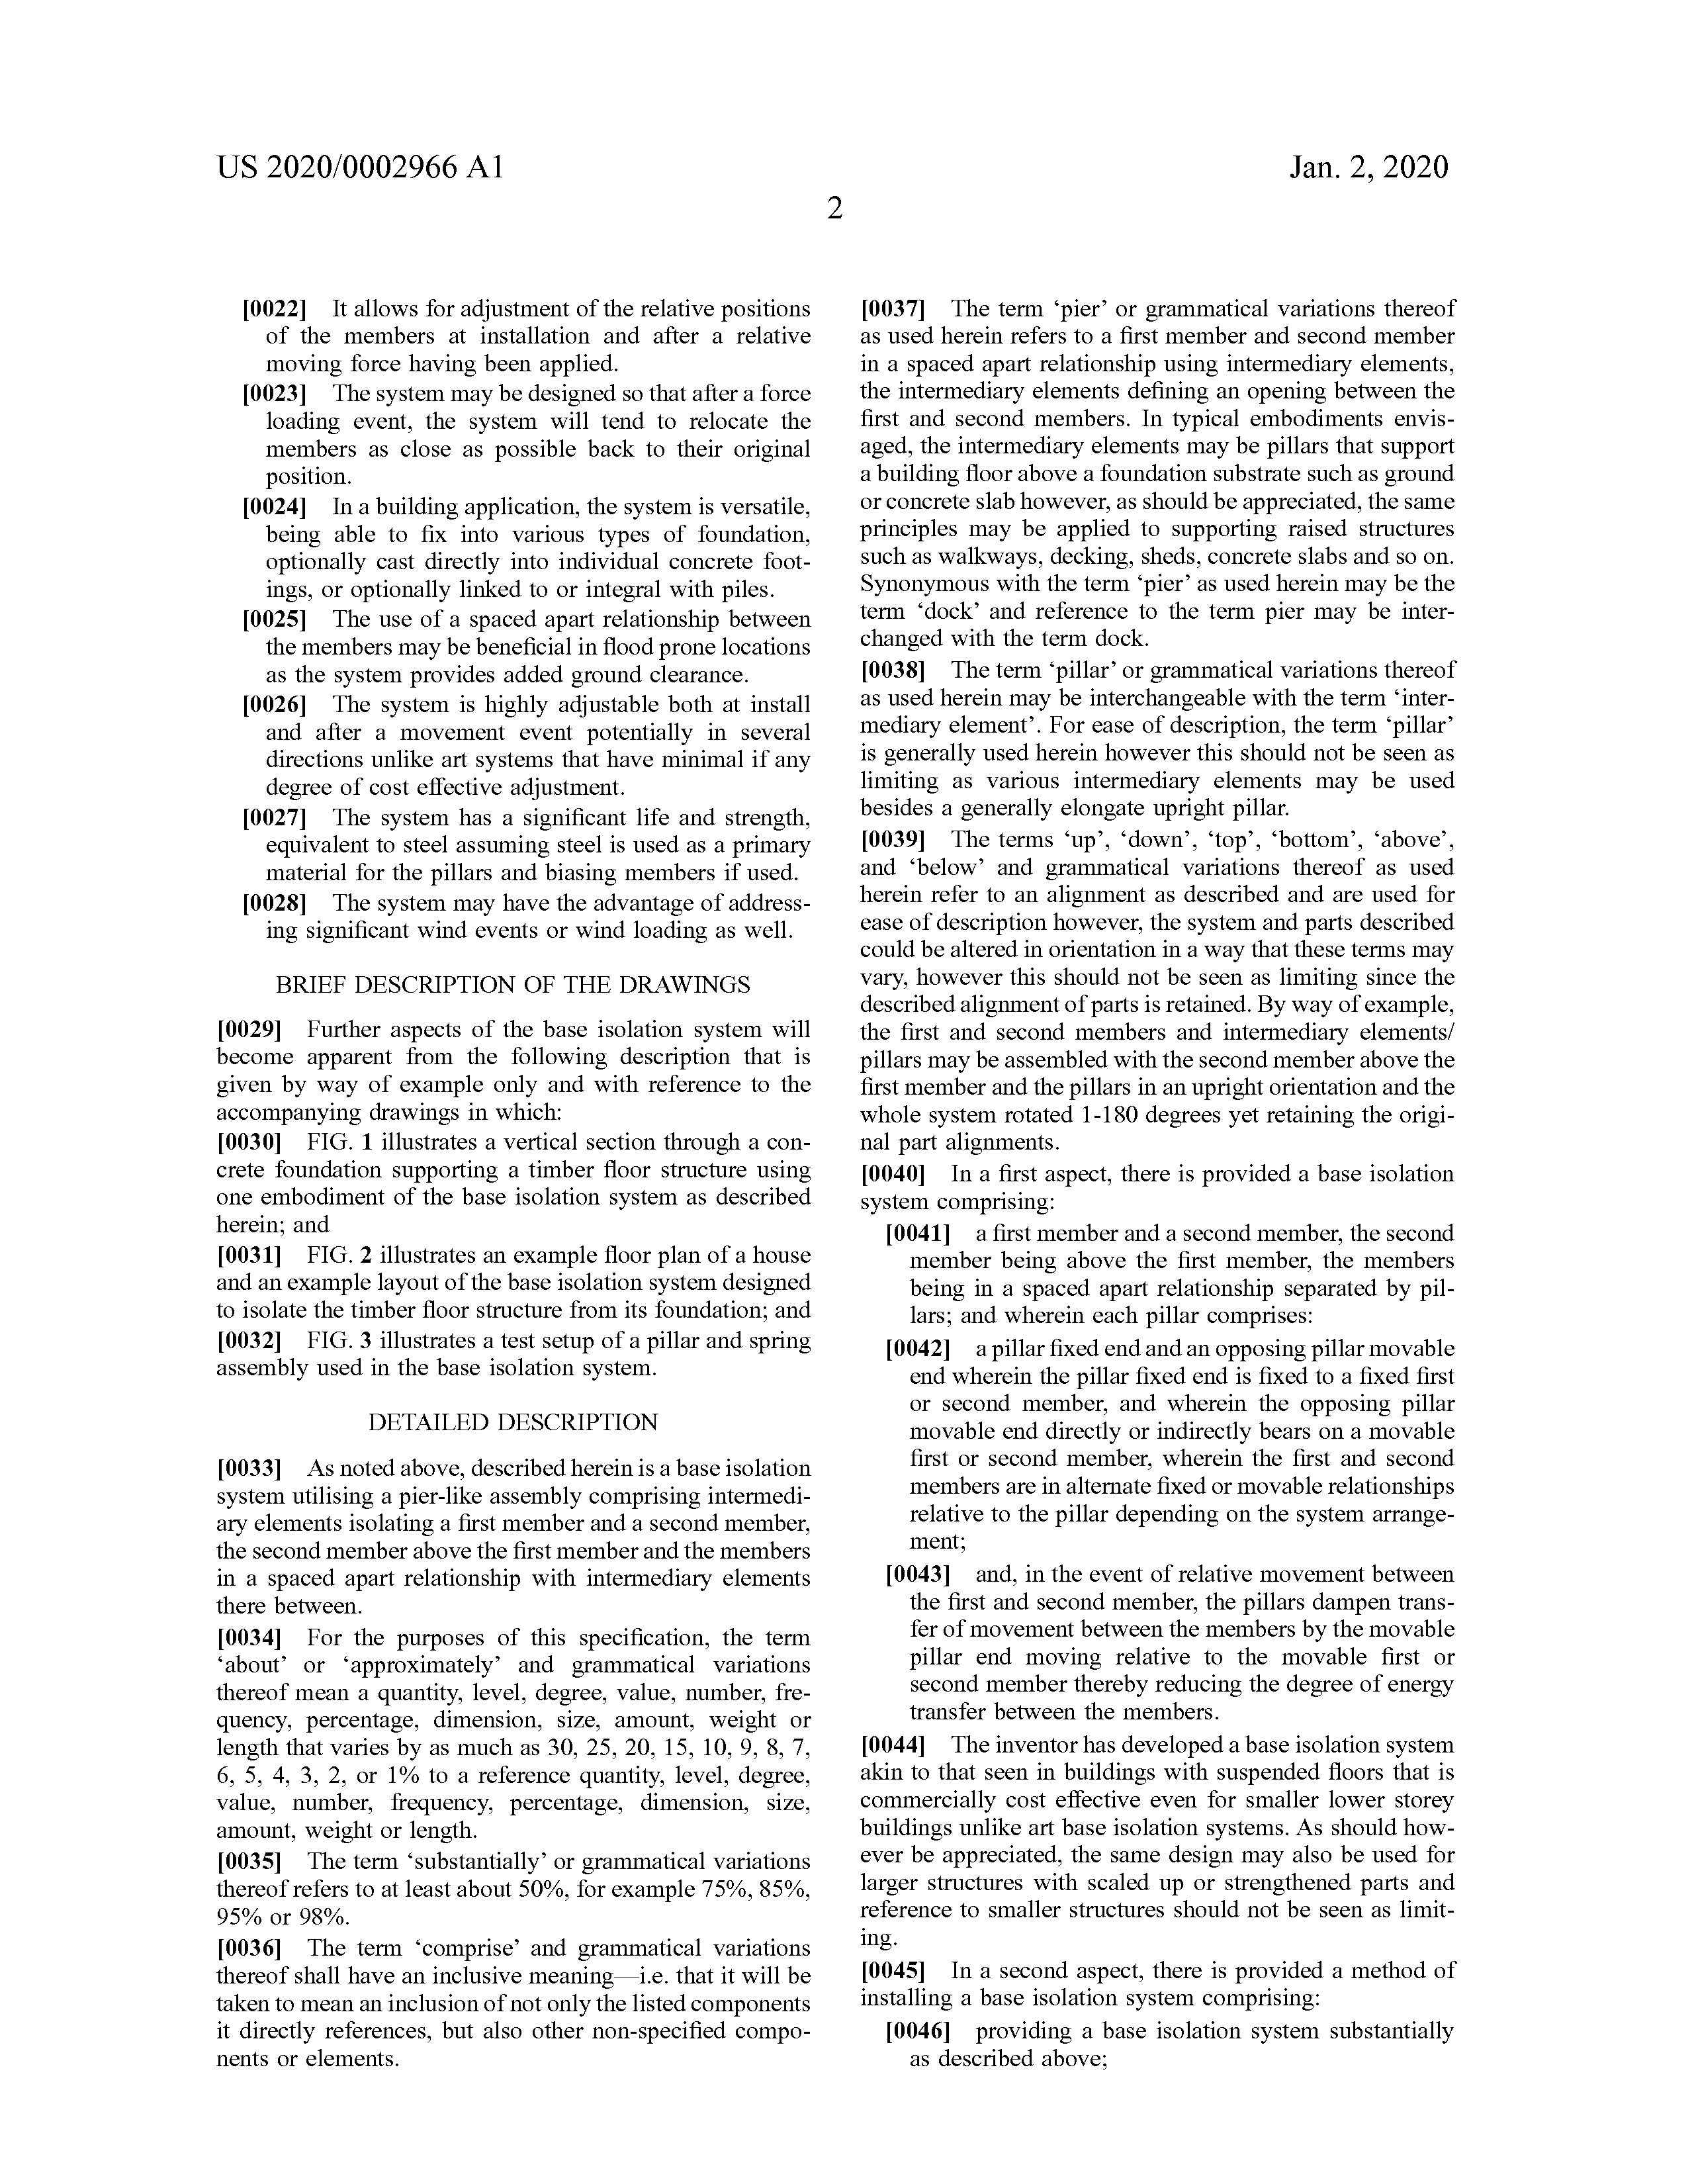 US 2020/0002966 A1
Jan. 2, 2020
2
[0022] It allows for adjustment of the relative positions
of the members at installation and after a relative
moving force having been applied.
[0023] The system may be designed so that after a force
loading event, the system will tend to relocate the
members as close as possible back to their original
position.
[0024] In a building application, the system is versatile,
being able to fix into various types of foundation,
optionally cast directly into individual concrete foot-
ings, or optionally linked to or integral with piles.
[0025] The use of a spaced apart relationship between
the members may be beneficial in flood prone locations
as the system provides added ground clearance.
[0026] The system is highly adjustable both at install
and after a movement event potentially in several
directions unlike art systems that have minimal if any
degree of cost effective adjustment.
[0027] The system has a significant life and strength,
equivalent to steel assuming steel is used as a primary
material for the pillars and biasing members if used.
[0028] The system may have the advantage of address-
ing significant wind events or wind loading as well.
BRIEF DESCRIPTION OF THE DRAWINGS
[0029] Further aspects of the base isolation system will
become apparent from the following description that is
given by way of example only and with reference to the
accompanying drawings in which:
[0030] FIG. 1 illustrates a vertical section through a con-
crete foundation supporting a timber floor structure using
one embodiment of the base isolation system as described
herein; and
[0031] FIG. 2 illustrates an example floor plan of a house
and an example layout of the base isolation system designed
to isolate the timber floor structure from its foundation; and
[0032] FIG. 3 illustrates a test setup of a pillar and spring
assembly used in the base isolation system.
DETAILED DESCRIPTION
[0033] As noted above, described herein is a base isolation
system utilising a pier-like assembly comprising intermedi-
ary elements isolating a first member and a second member,
the second member above the first member and the members
in a spaced apart relationship with intermediary elements
there between.
[0034] For the purposes of this specification, the term
‘about’ or ‘approximately’ and grammatical variations
thereof mean a quantity, level, degree, value, number, fre-
quency, percentage, dimension, size, amount, weight or
length that varies by as much as 30, 25, 20, 15, 10, 9, 8, 7,
6, 5, 4, 3, 2, or 1% to a reference quantity, level, degree,
value, number, frequency, percentage, dimension, size,
amount, weight or length.
[0035] The term ‘substantially’ or grammatical variations
thereof refers to at least about 50%, for example 75%, 85%,
95% or 98%.
[0036] The term ‘comprise’ and grammatical variations
thereof shall have an inclusive meaning—i.e. that it will be
taken to mean an inclusion of not only the listed components
it directly references, but also other non-specified compo-
nents or elements.
[0037] The term ‘pier’ or grammatical variations thereof
as used herein refers to a first member and second member
in a spaced apart relationship using intermediary elements,
the intermediary elements defining an opening between the
first and second members. In typical embodiments envis-
aged, the intermediary elements may be pillars that support
a building floor above a foundation substrate such as ground
or concrete slab however, as should be appreciated, the same
principles may be applied to supporting raised structures
such as walkways, decking, sheds, concrete slabs and so on.
Synonymous with the term ‘pier’ as used herein may be the
term ‘dock’ and reference to the term pier may be inter-
changed with the term dock.
[0038] The term ‘pillar’ or grammatical variations thereof
as used herein may be interchangeable with the term ‘inter-
mediary element’. For ease of description, the term ‘pillar’
is generally used herein however this should not be seen as
limiting as various intermediary elements may be used
besides a generally elongate upright pillar.
[0039] The terms ‘up’, ‘down’, ‘top’, ‘bottom’, ‘above’,
and ‘below’ and grammatical variations thereof as used
herein refer to an alignment as described and are used for
ease of description however, the system and parts described
could be altered in orientation in a way that these terms may
vary, however this should not be seen as limiting since the
described alignment of parts is retained. By way of example,
the first and second members and intermediary elements/
pillars may be assembled with the second member above the
first member and the pillars in an upright orientation and the
whole system rotated 1-180 degrees yet retaining the origi-
nal part alignments.
[0040] In a first aspect, there is provided a base isolation
system comprising:
[0041] a first member and a second member, the second
member being above the first member, the members
being in a spaced apart relationship separated by pil-
lars; and wherein each pillar comprises:
[0042] a pillar fixed end and an opposing pillar movable
end wherein the pillar fixed end is fixed to a fixed first
or second member, and wherein the opposing pillar
movable end directly or indirectly bears on a movable
first or second member, wherein the first and second
members are in alternate fixed or movable relationships
relative to the pillar depending on the system arrange-
ment;
[0043] and, in the event of relative movement between
the first and second member, the pillars dampen trans-
fer of movement between the members by the movable
pillar end moving relative to the movable first or
second member thereby reducing the degree of energy
transfer between the members.
[0044] The inventor has developed a base isolation system
akin to that seen in buildings with suspended floors that is
commercially cost effective even for smaller lower storey
buildings unlike art base isolation systems. As should how-
ever be appreciated, the same design may also be used for
larger structures with scaled up or strengthened parts and
reference to smaller structures should not be seen as limit-
ing.
[0045] In a second aspect, there is provided a method of
installing a base isolation system comprising:
[0046] providing a base isolation system substantially
as described above;